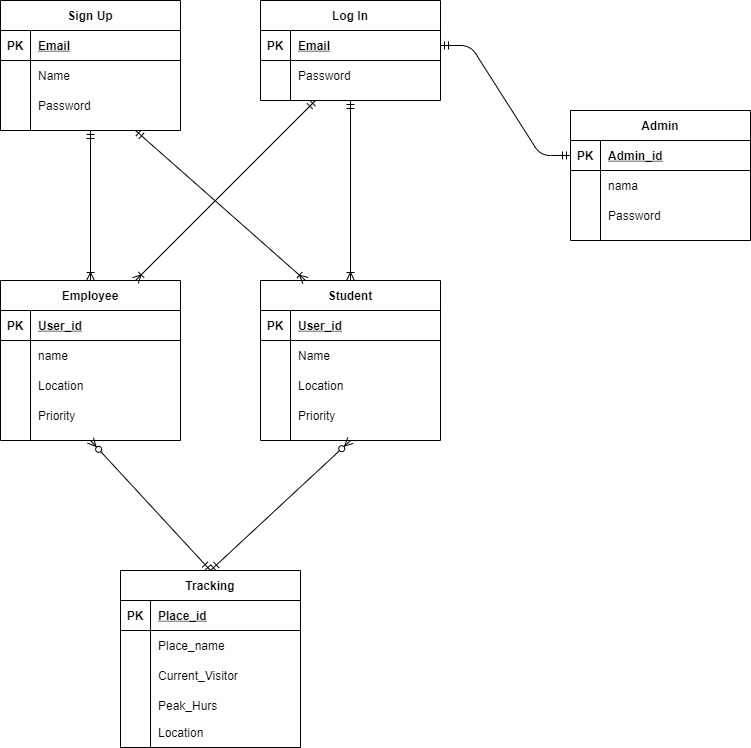 Sign Up
PK Email
Name
Password
Log In
PK Email
Password
Admin
PK Admin_id
nama
Password
Employee
PK User_id
name
Location
Priority
Student
PK User_id
Name
Location
Priority
Tracking
PK Place_id
Place_name
Current_Visitor
Peak_Hurs
Location